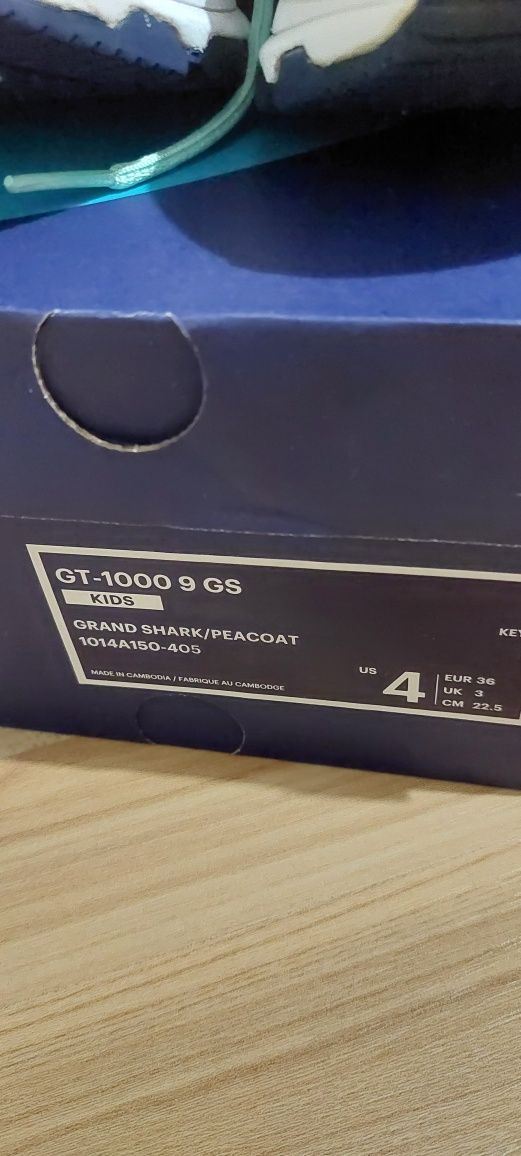 GT-1000 9 GS
KIDS
GRAND SHARK/PEACOAT
1014A150-405
MADE IN CAMBODIA / FABRIQUE AU CAMBODGE
US 4
EUR 36
UK 3
CM 22.5